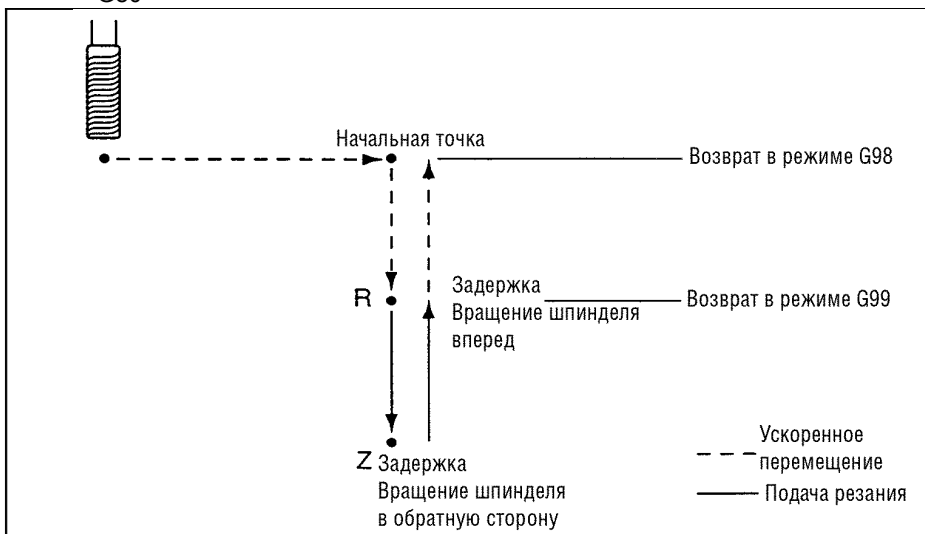 Начальная точка
Возврат в режиме G98
R
Задержка
Вращение шпинделя
вперед
Возврат в режиме G99
Z Задержка
Вращение шпинделя
в обратную сторону
Ускоренное
перемещение
Подача резания